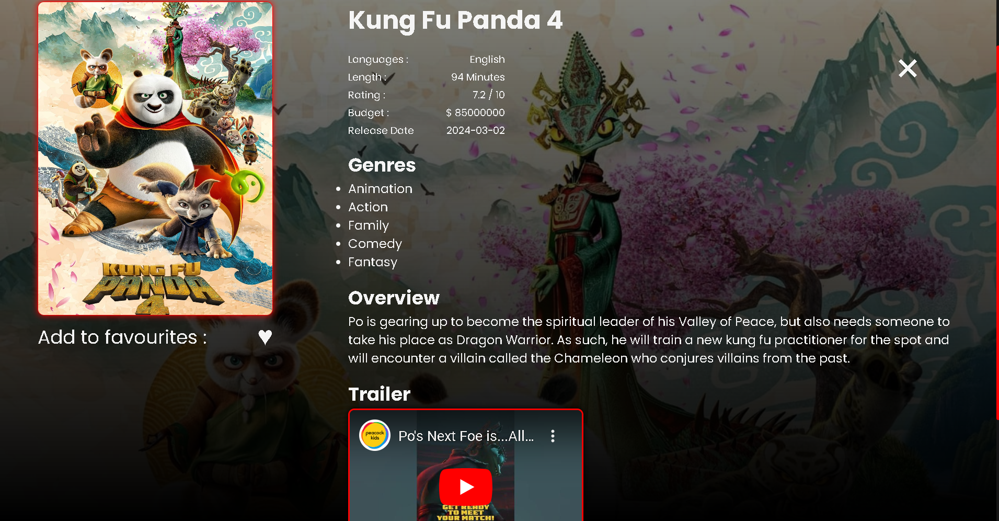 KUNG FU
PANDA
4
Add to favourites : ♥
Kung Fu Panda 4
Languages : English
Length : 94 Minutes
Rating : 7.2 / 10
Budget : $ 85000000
Release Date 2024-03-02
Genres
• Animation
• Action
• Family
• Comedy
• Fantasy
Overview
Po is gearing up to become the spiritual leader of his Valley of Peace, but also needs someone to
take his place as Dragon Warrior. As such, he will train a new kung fu practitioner for the spot and
will encounter a villain called the Chameleon who conjures villains from the past.
Trailer
peacock
kids
Po's Next Foe is...All...
GET READY
TO MEET
YOUR MATCH!